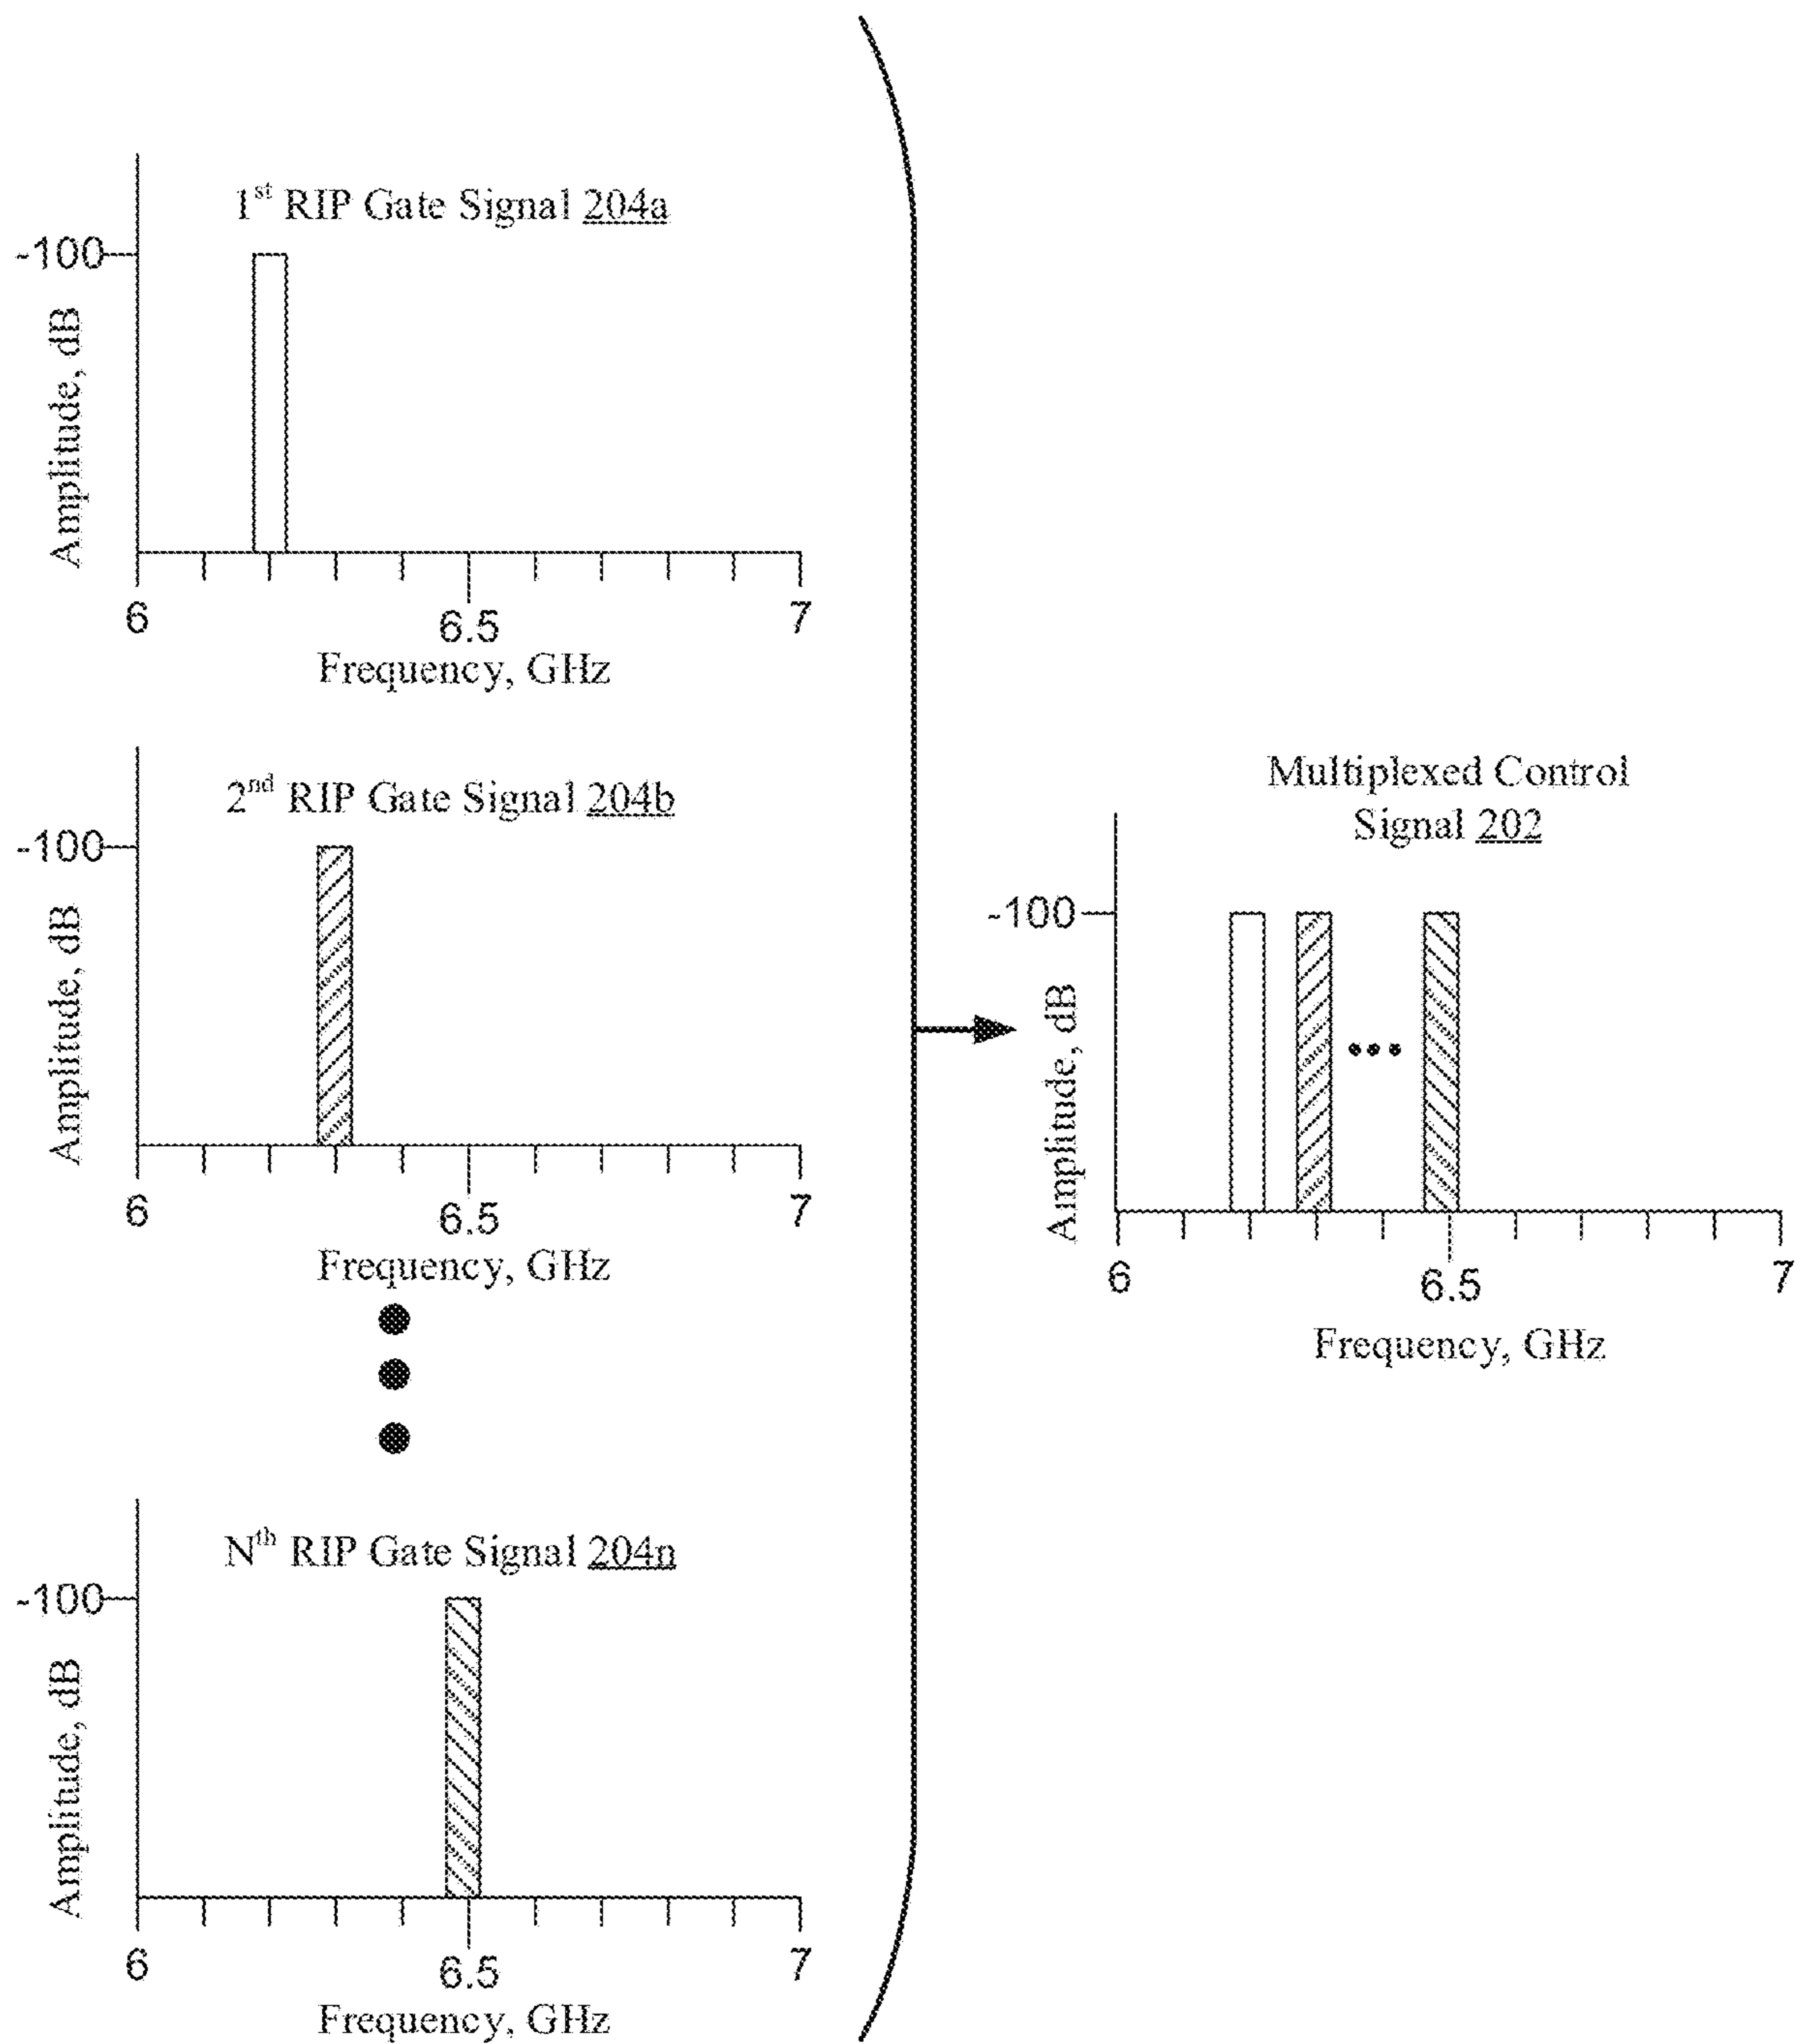 1st RIP Gate Signal 204a
-100
Amplitude, dB
6
6.5
7
Frequency, GHz
2nd RIP Gate Signal 204b
-100
Amplitude, dB
6
6.5
7
Frequency, GHz
Nth RIP Gate Signal 204n
-100
Amplitude, dB
6
6.5
7
Frequency, GHz
Multiplexed Control
Signal 202
-100
Amplitude, dB
6
6.5
7
Frequency, GHz